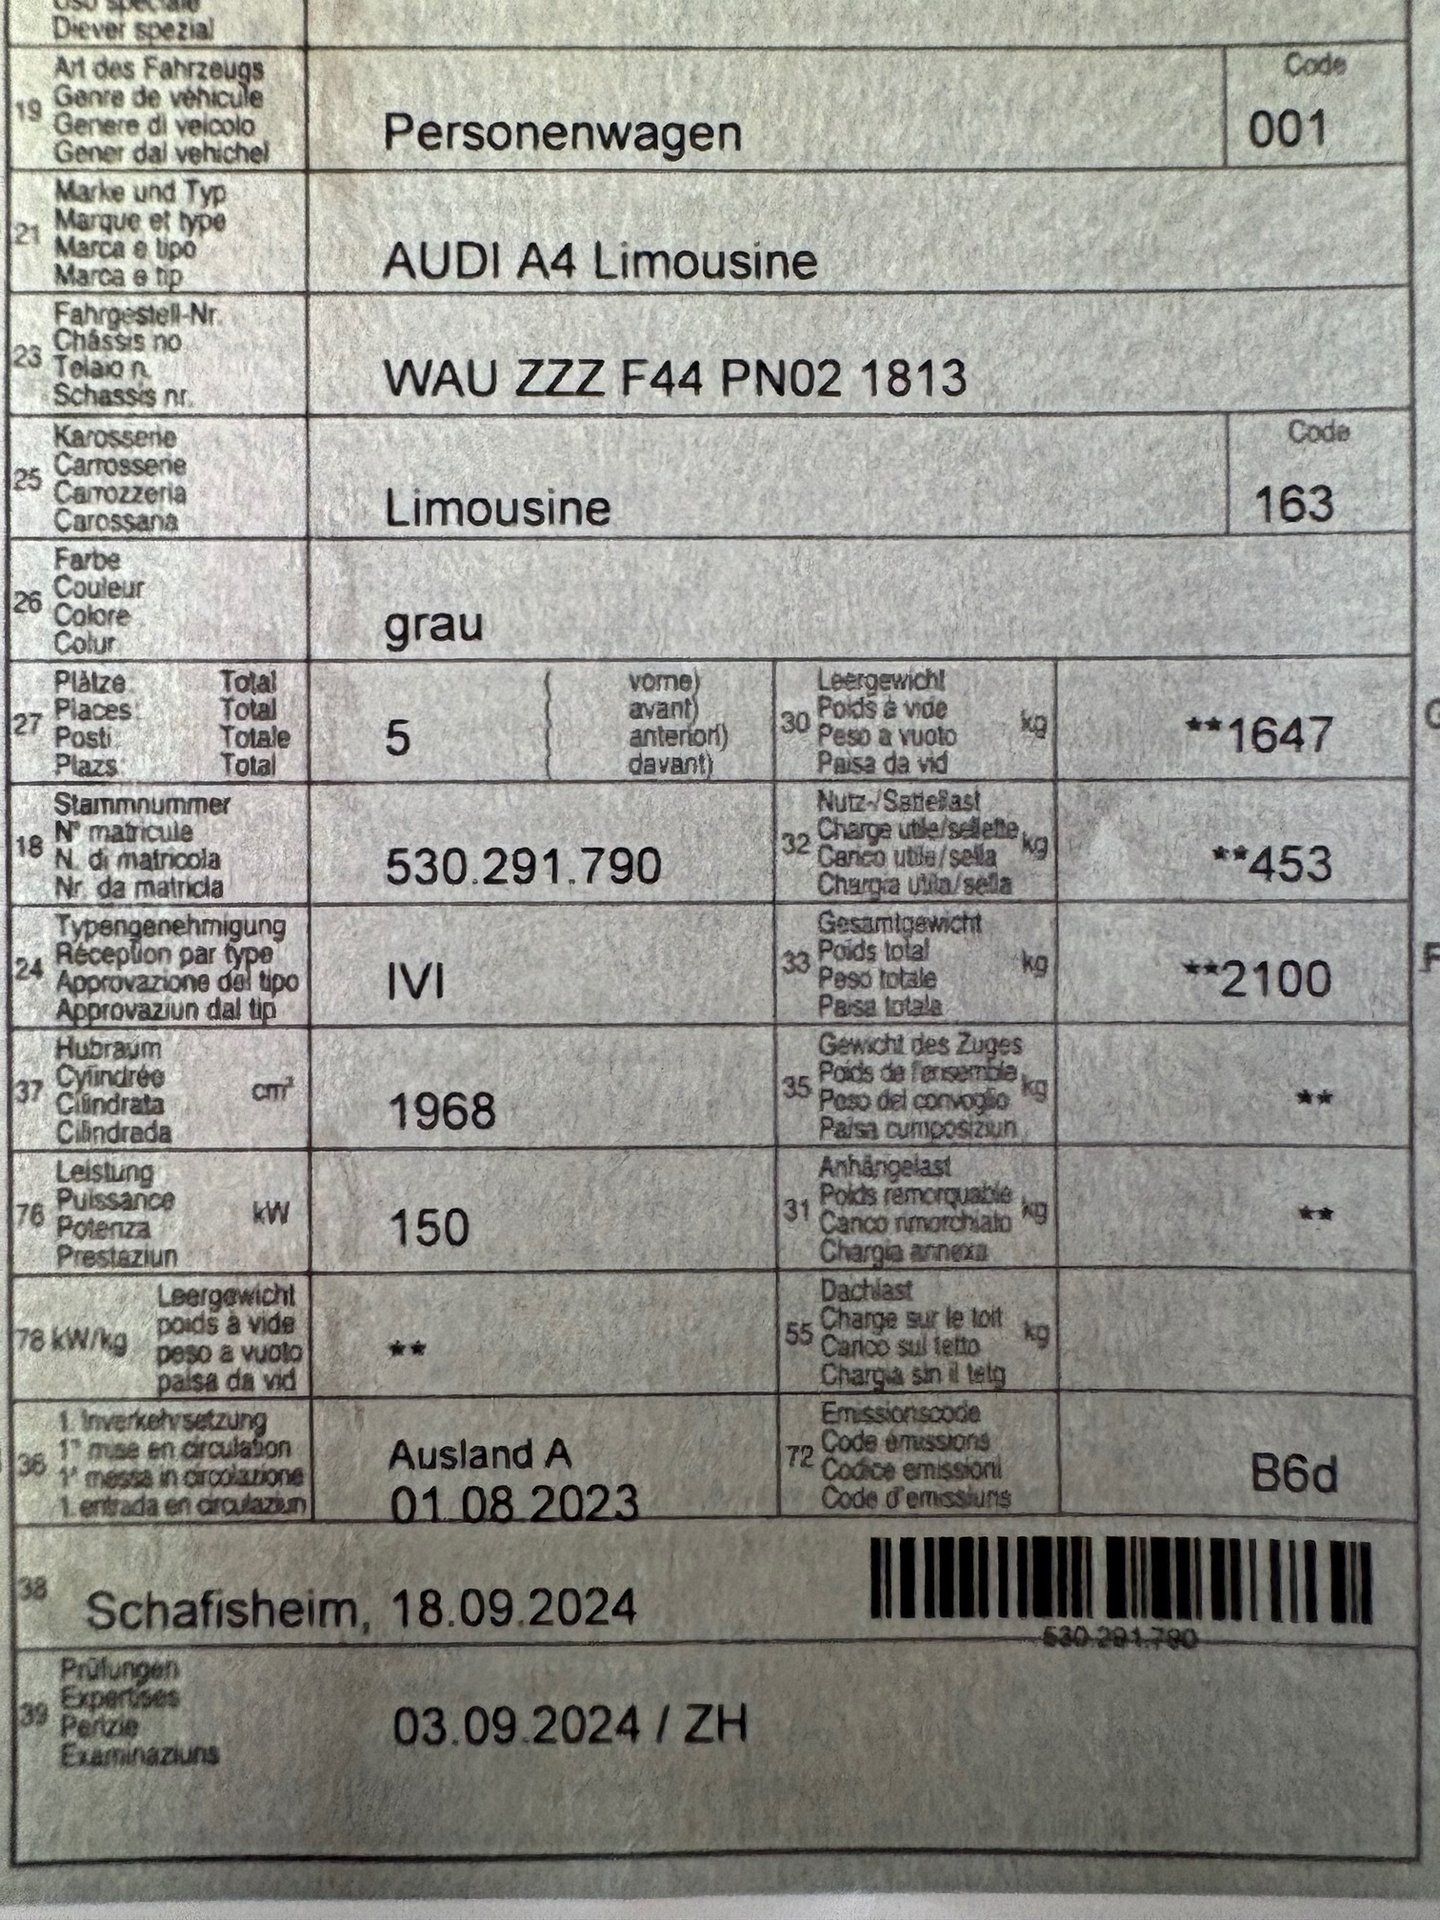 Uso speciale
Diever spezial
19 Art des Fahrzeugs
Genre de véhicule
Genere di veicolo
Gener dal vehichel
Personenwagen
Code
001
21 Marke und Typ
Marque et type
Marca e tipo
Marca e tip
AUDI A4 Limousine
23 Fahrgestell-Nr.
Châssis no
Telaio n.
Schassis nr.
WAU ZZZ F44 PN02 1813
25 Karosserie
Carrosserie
Carrozzeria
Carossaria
Limousine
Code
163
26 Farbe
Couleur
Colore
Colur
grau
27 Plätze Total
Places Total
Posti Totale
Plazs Total
5
( vorne)
( avant)
( anteriori)
( davant)
30 Leergewicht
Poids à vide kg
Peso a vuoto
Paisa da vid
**1647
18 Stammnummer
N° matricule
N. di matricola
Nr. da matricla
530.291.790
32 Nutz-/Sattellast
Charge utile/sellette kg
Carico utile/sella
Chargia utila/sella
**453
24 Typengenehmigung
Réception par type
Approvazione del tipo
Approvaziun dal tip
IVI
33 Gesamtgewicht
Poids total kg
Peso totale
Paisa totala
**2100
37 Hubraum
Cylindrée cm³
Cilindrata
Cilindrada
1968
35 Gewicht des Zuges
Poids de l'ensemble kg
Peso del convoglio
Paisa cumposiziun
**
76 Leistung
Puissance kW
Potenza
Prestaziun
150
31 Anhängelast
Poids remorquable kg
Carico rimorchiato
Chargia annexa
**
78 kW/kg Leergewicht
poids à vide
peso a vuoto
paisa da vid
**
55 Dachlast
Charge sur le toit kg
Carico sul tetto
Chargia sin il tetg
36 1. Inverkehrsetzung
1re mise en circulation
1a messa in circolazione
1. entrada en circulaziun
Ausland A
01.08.2023
72 Emissionscode
Code émissions
Codice emissioni
Code d'emissiuns
B6d
38 Schafisheim, 18.09.2024
530.291.790
39 Prüfungen
Expertises
Perizie
Examinaziuns
03.09.2024 / ZH